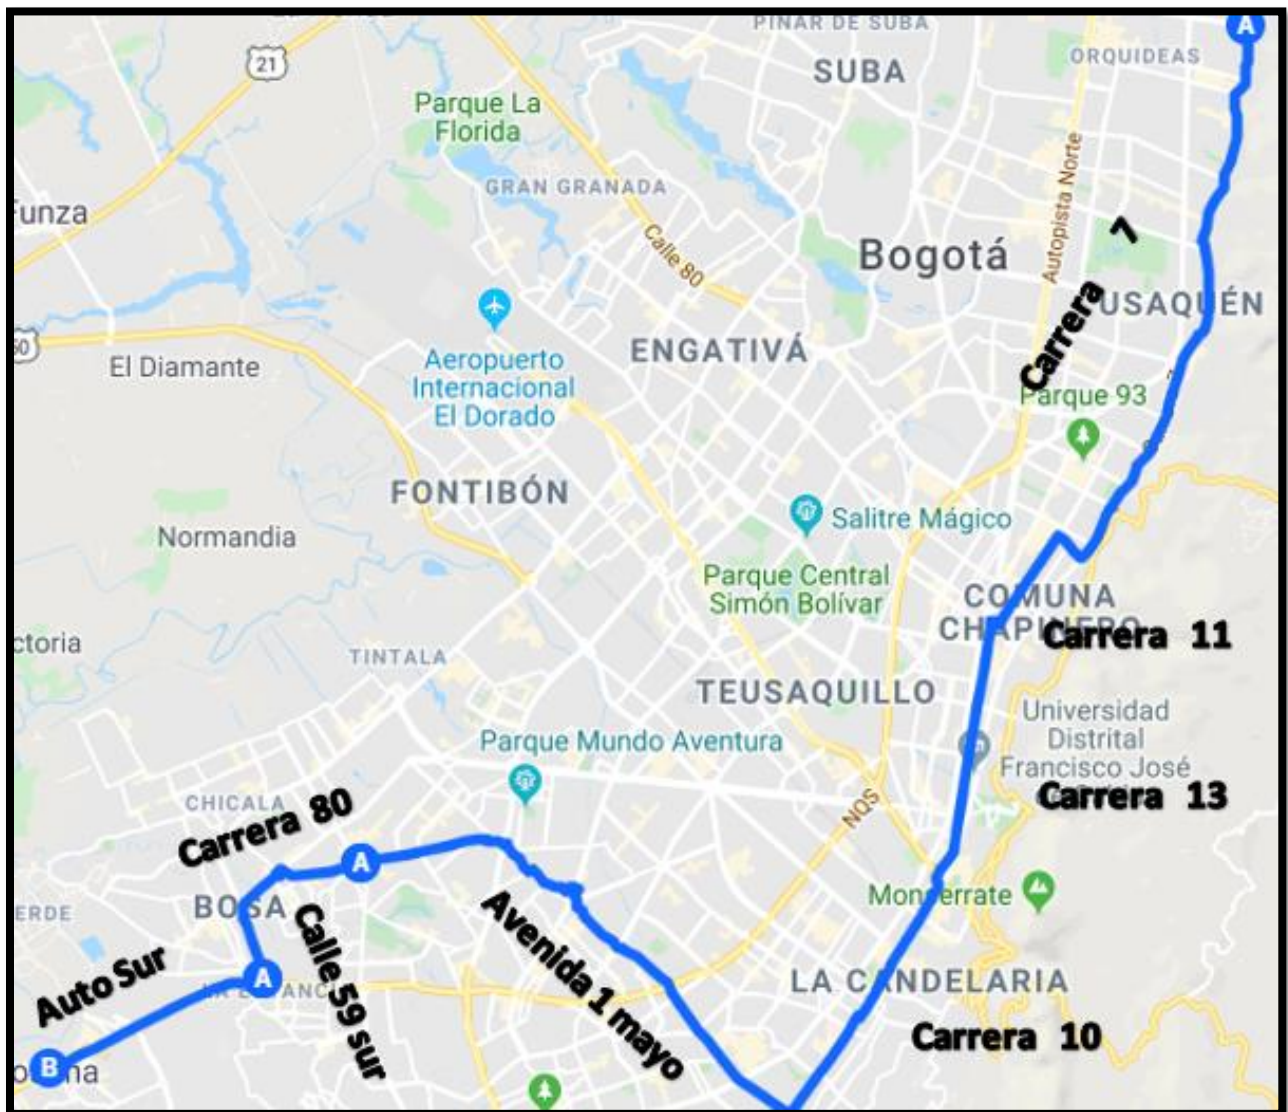 PINAR DE SUBA
A
ORQUIDEAS
21
SUBA
Parque La
Florida
GRAN GRANADA
Autopista Norte
Funza
Calle 80
Bogotá
Carrera 7
USAQUÉN
50
El Diamante
Aeropuerto
Internacional
El Dorado
ENGATIVÁ
Parque 93
FONTIBÓN
Salitre Mágico
Normandia
Parque Central
Simón Bolívar
COMUNA
CHAPINERO
Carrera 11
ctoria
TINTALA
TEUSAQUILLO
Universidad
Distrital
Francisco José
Parque Mundo Aventura
CHICALA
Carrera 80
NQS
Carrera 13
A
Monserrate
BOSA
ERDE
Calle 59 sur
Avenida 1 mayo
Auto Sur
A
LA CANDELARIA
Carrera 10
B